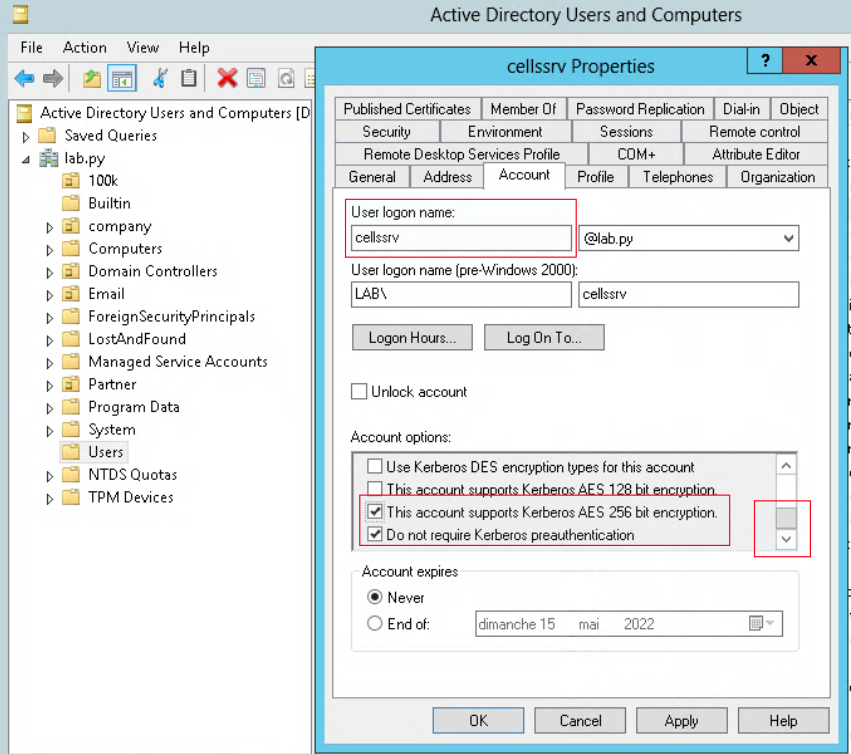 Active Directory Users and Computers
File Action View Help
cellssrv Properties
? x
Active Directory Users and Computers [D
Saved Queries
lab.py
100k
Builtin
company
Computers
Domain Controllers
Email
ForeignSecurityPrincipals
LostAndFound
Managed Service Accounts
Partner
Program Data
System
Users
NTDS Quotas
TPM Devices
Published Certificates Member Of Password Replication Dial-in Object
Security Environment Sessions Remote control
Remote Desktop Services Profile COM+ Attribute Editor
General Address Account Profile Telephones Organization
User logon name:
cellssrv @lab.py
User logon name (pre-Windows 2000):
LAB\ cellssrv
Logon Hours... Log On To...
Unlock account
Account options:
Use Kerberos DES encryption types for this account
This account supports Kerberos AES 128 bit encryption.
This account supports Kerberos AES 256 bit encryption.
Do not require Kerberos preauthentication
Account expires
Never
End of: dimanche 15 mai 2022
OK Cancel Apply Help